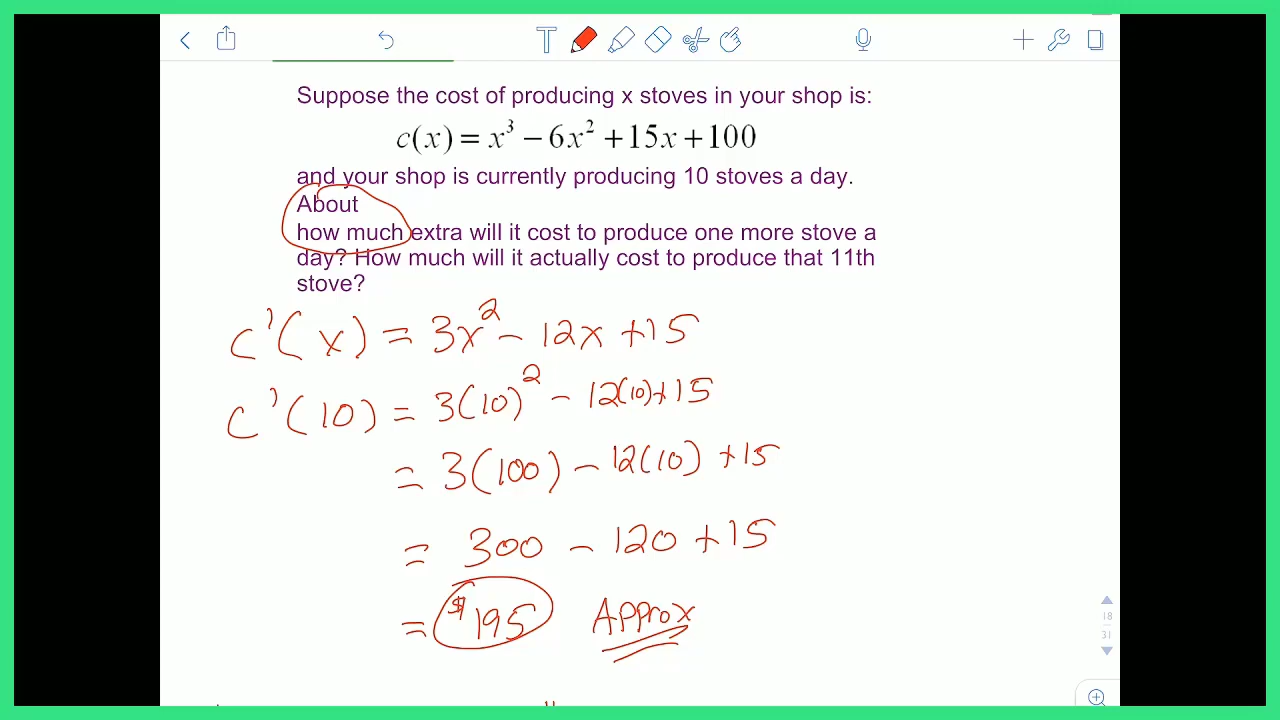 Suppose the cost of producing x stoves in your shop is:
c(x) = x³ − 6x² + 15x + 100
and your shop is currently producing 10 stoves a day.
About
how much extra will it cost to produce one more stove a
day? How much will it actually cost to produce that 11th
stove?
c'(x) = 3x² − 12x + 15
c'(10) = 3(10)² − 12(10) + 15
= 3(100) − 12(10) + 15
= 300 − 120 + 15
= $195 Approx
18
31